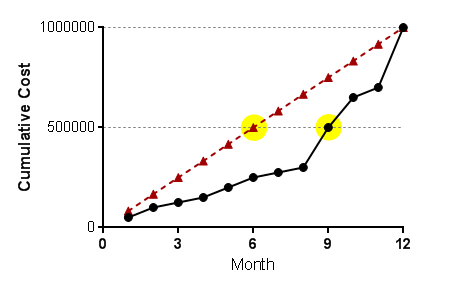 1000000
500000
0
Cumulative Cost
0 3 6 9 12
Month